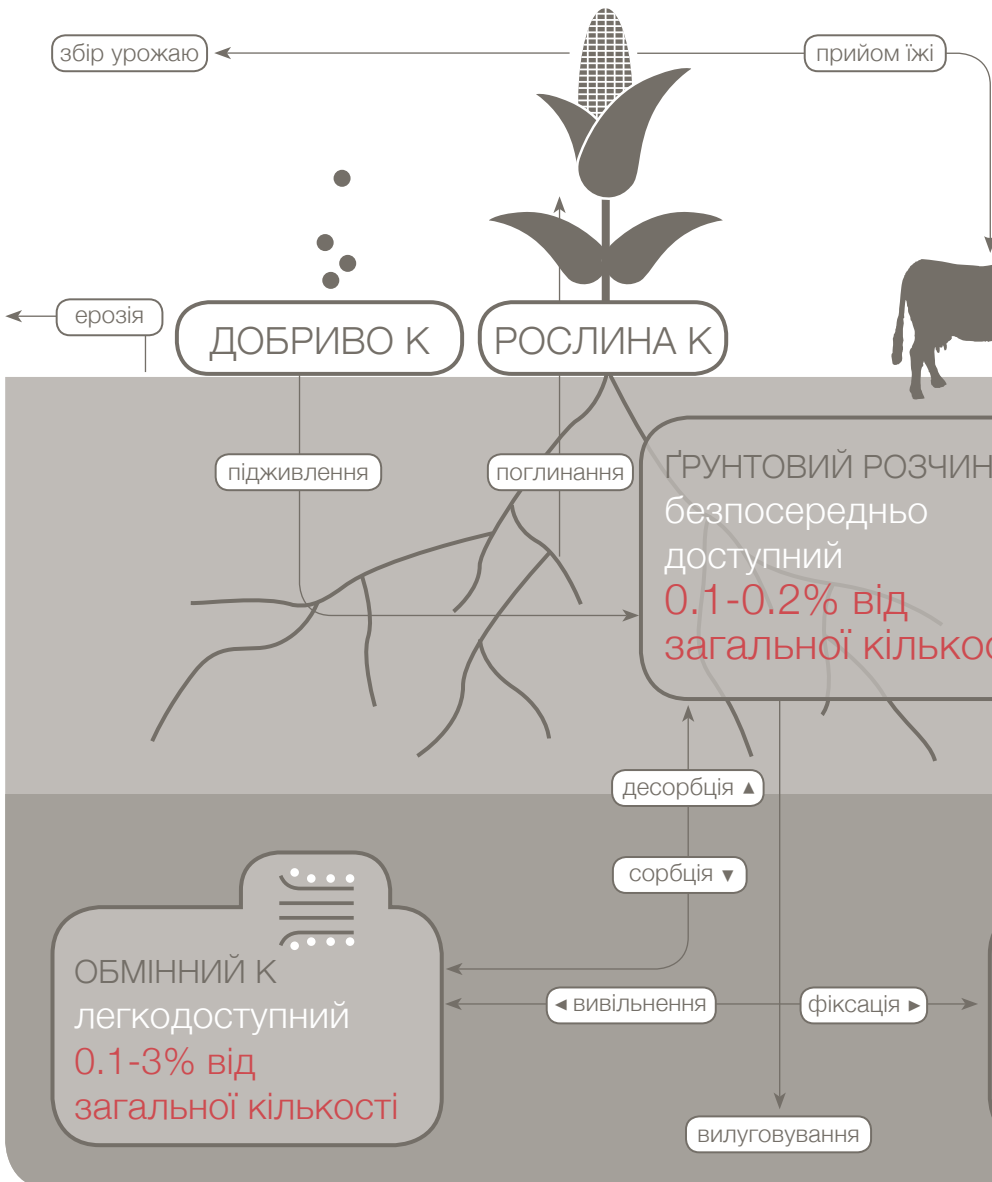 збір урожаю
прийом їжі
ерозія
ДОБРИВО К
РОСЛИНА К
підживлення
поглинання
ҐРУНТОВИЙ РОЗЧИН
безпосередньо
доступний
0.1-0.2% від
загальної
десорбція ▲
сорбція ▼
ОБМІННИЙ К
легкодоступний
0.1-3% від
загальної кількості
◄ вивільнення
фіксація ►
вилуговування